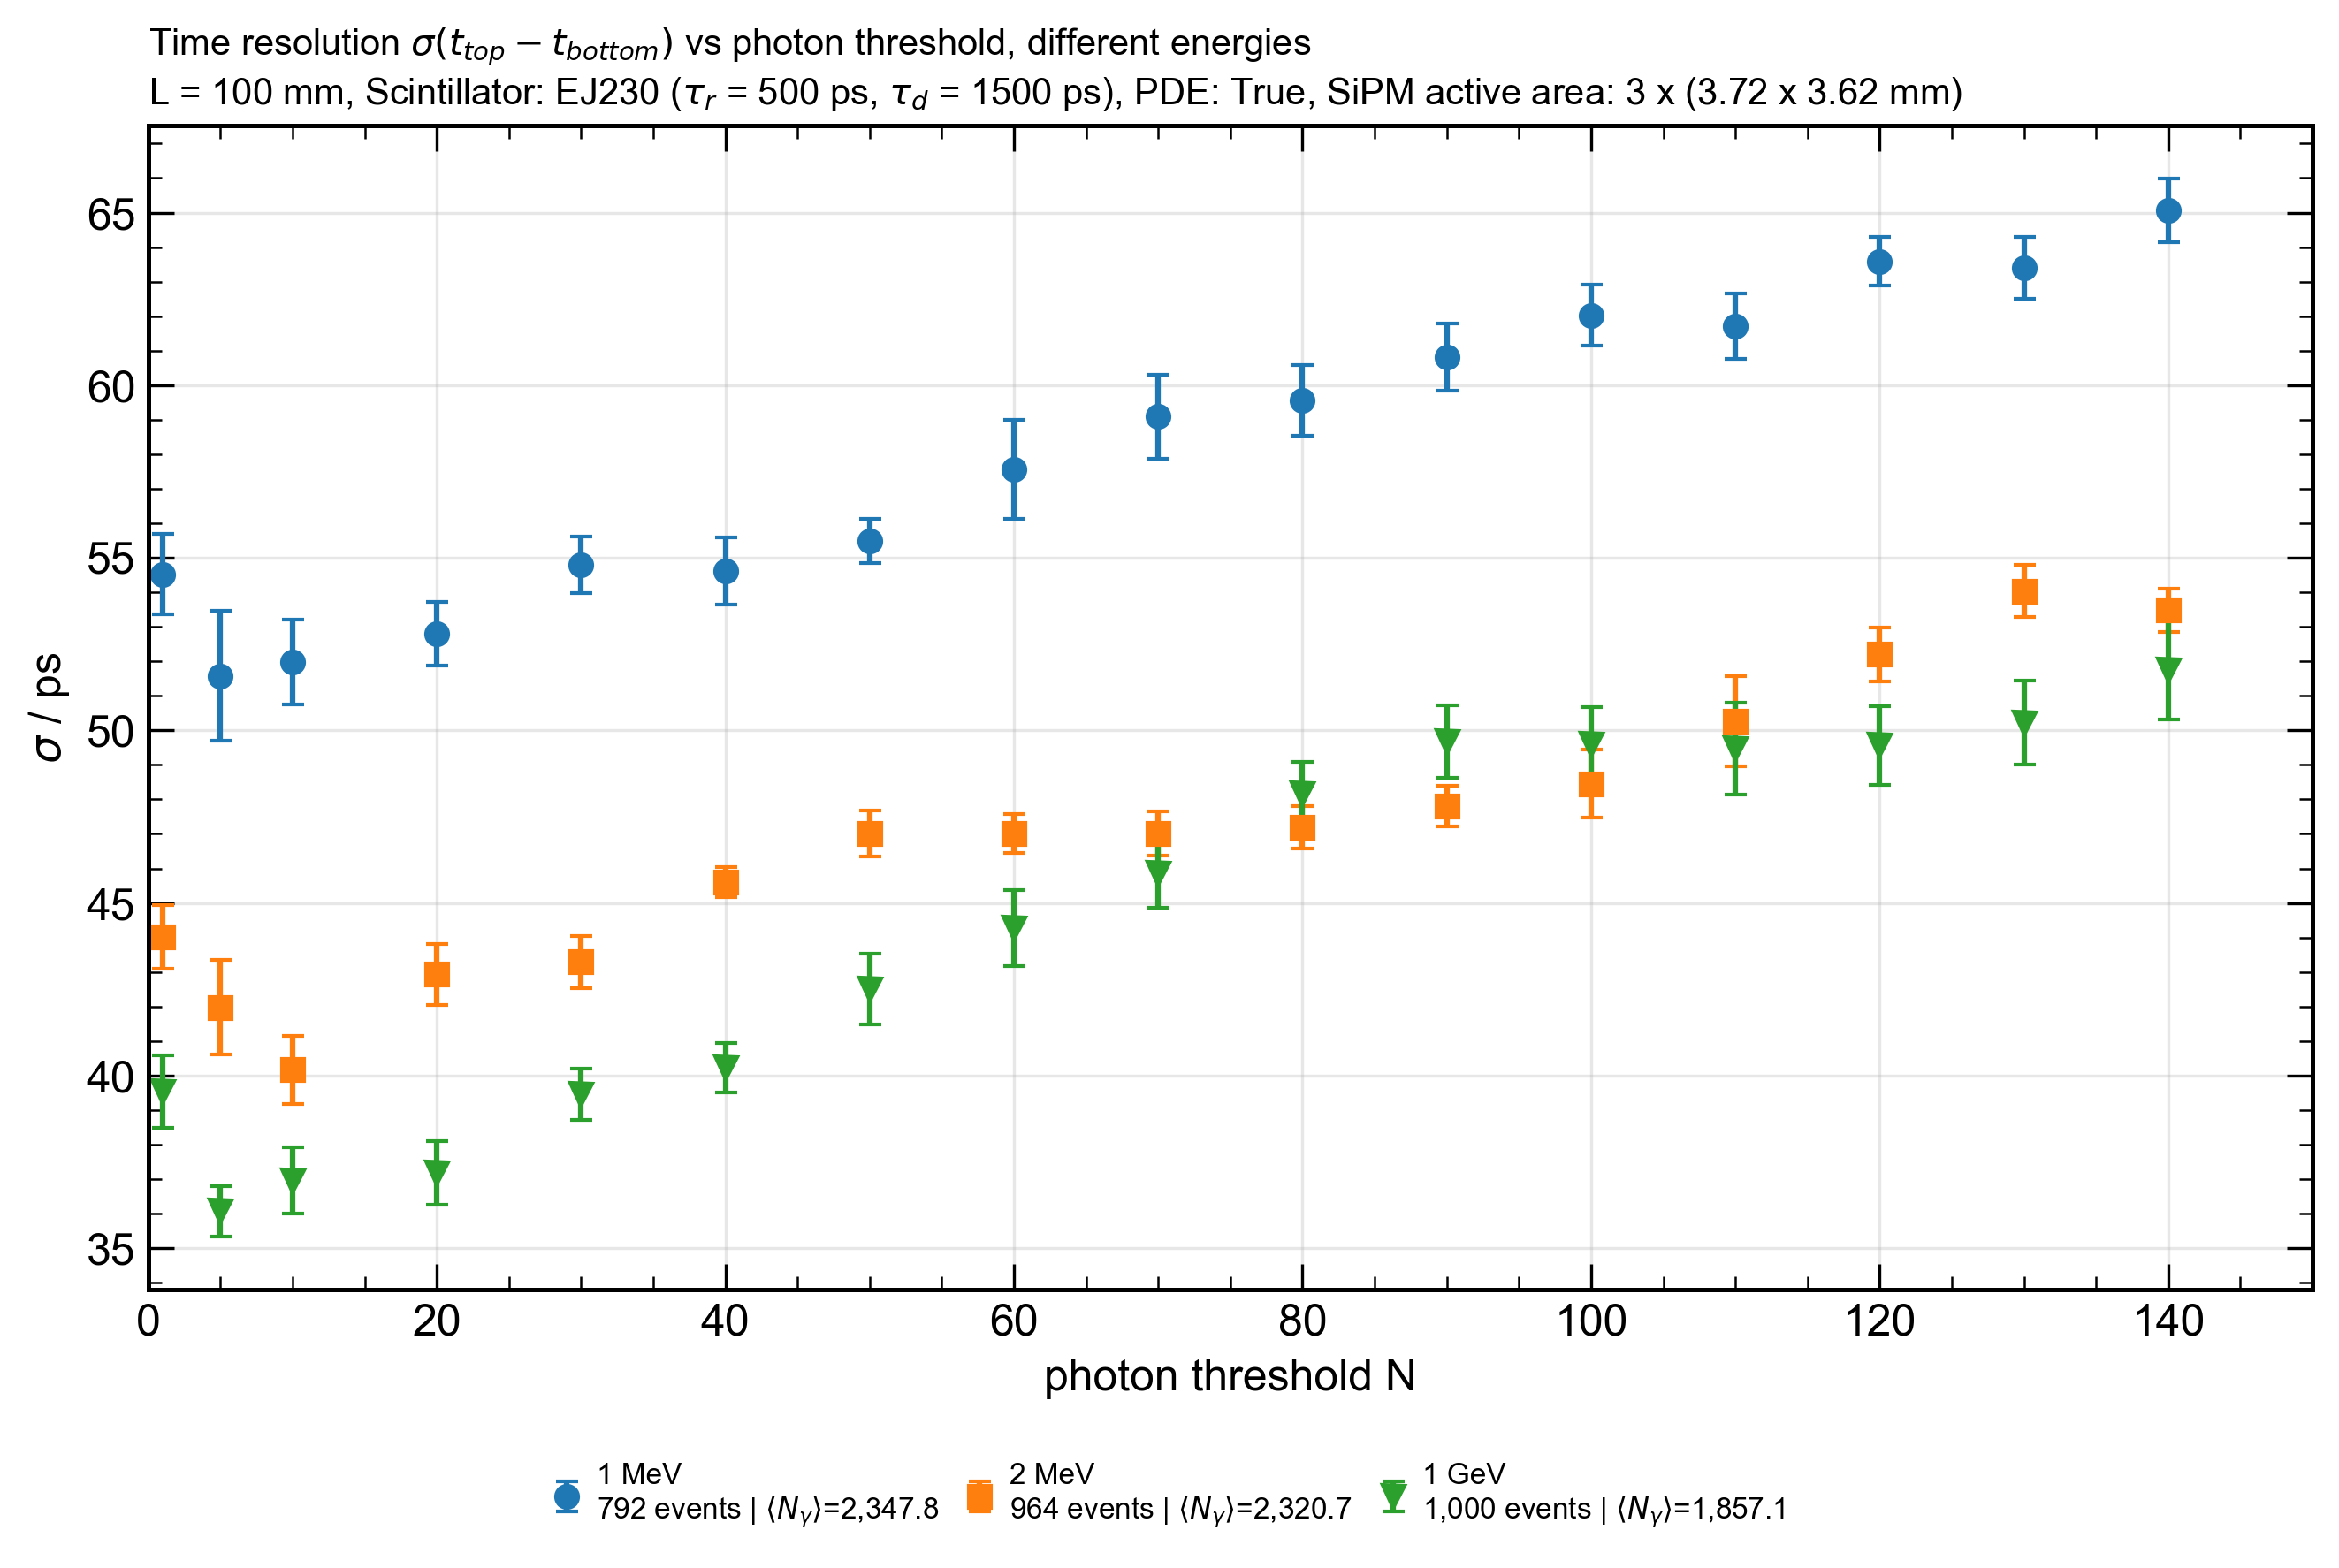 Time resolution σ(t_top − t_bottom) vs photon threshold, different energies
L = 100 mm, Scintillator: EJ230 (τ_r = 500 ps, τ_d = 1500 ps), PDE: True, SiPM active area: 3 x (3.72 x 3.62 mm)
65
60
55
50
45
40
35
σ / ps
0 20 40 60 80 100 120 140
photon threshold N
1 MeV
792 events | ⟨N_γ⟩=2,347.8
2 MeV
964 events | ⟨N_γ⟩=2,320.7
1 GeV
1,000 events | ⟨N_γ⟩=1,857.1